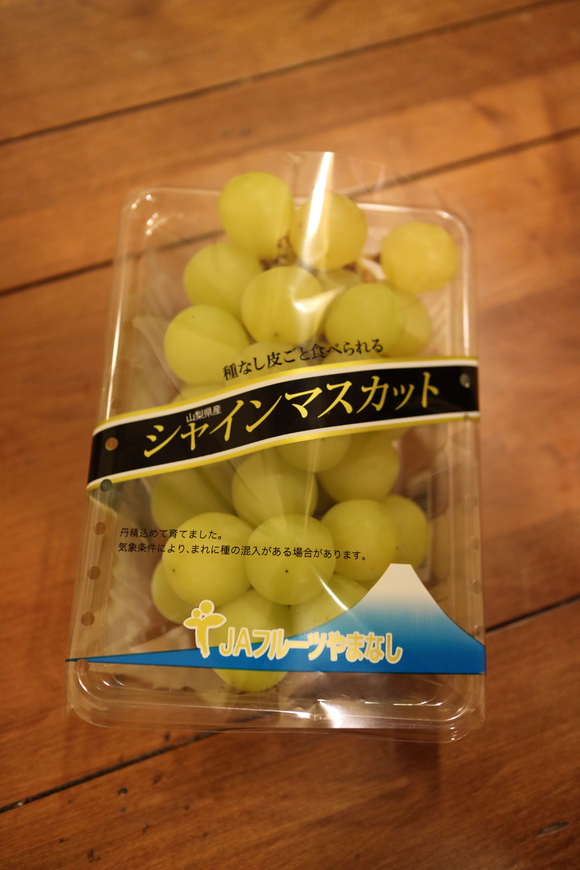 種なし皮ごと食べられる
山梨県産
シャインマスカット
丹精込めて育てました。
気象条件により、まれに種の混入がある場合があります。
JAフルーツやまなし